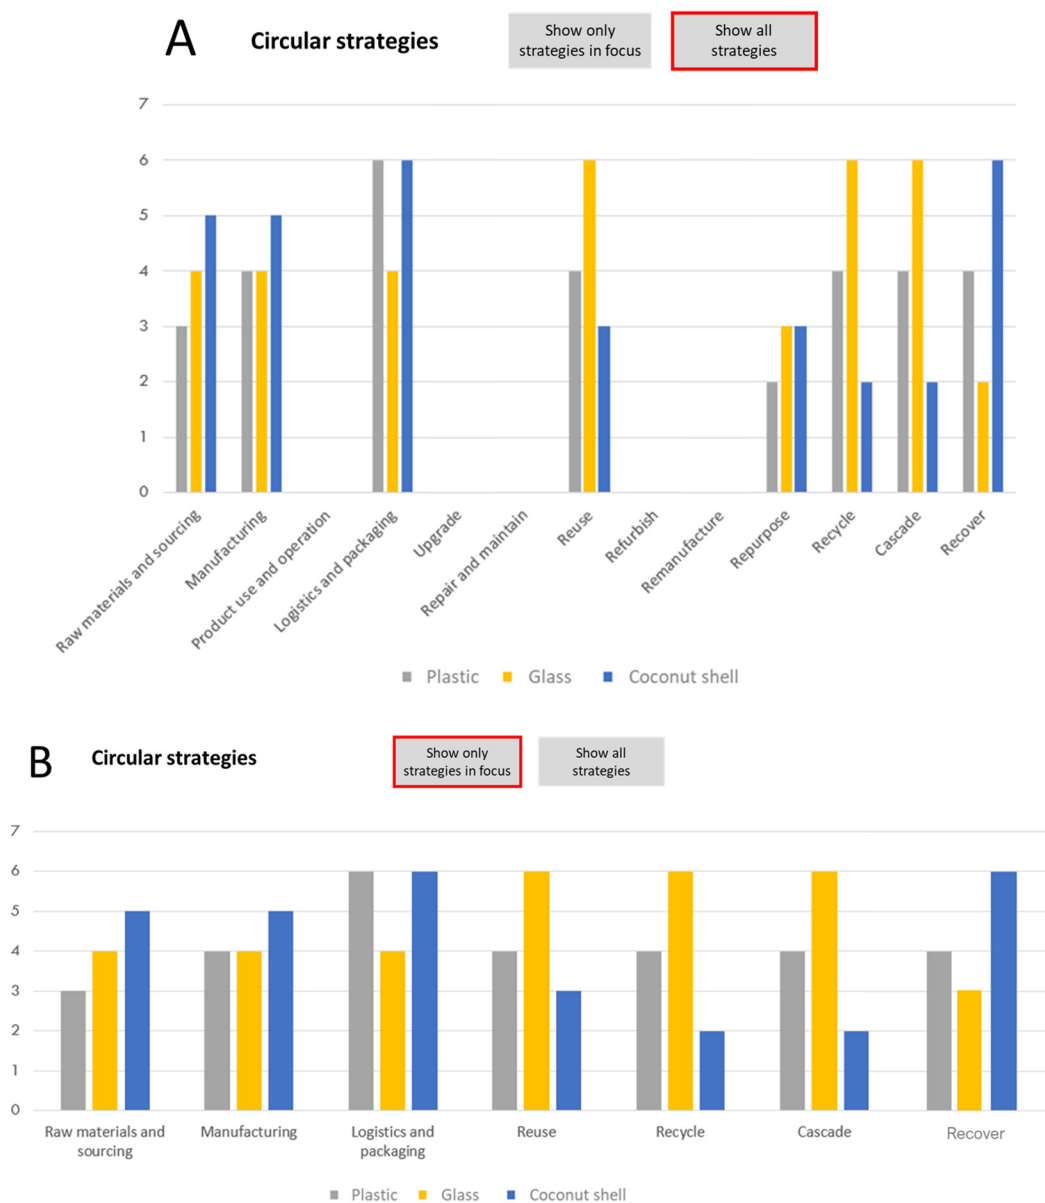 A
Circular strategies
Show only
strategies in focus
Show all
strategies
7
6
5
4
3
2
1
0
Raw materials and sourcing
Manufacturing
Product use and operation
Logistics and packaging
Upgrade
Repair and maintain
Reuse
Refurbish
Remanufacture
Repurpose
Recycle
Cascade
Recover
Plastic Glass Coconut shell
B
Circular strategies
Show only
strategies in focus
Show all
strategies
7
6
5
4
3
2
1
0
Raw materials and
sourcing
Manufacturing
Logistics and
packaging
Reuse
Recycle
Cascade
Recover
Plastic Glass Coconut shell